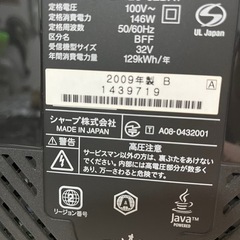 定格電圧 100V~
定格消費電力 146W
定格周波数 50/60Hz
区分名 BFF
受信機型サイズ 32V
年間消費電力量 129kWh/年
UL Japan
2009年製 B
1439719
A
シャープ株式会社
MADE IN JAPAN
A08-0432001
警告
高圧注意
サービスマン以外の方は、裏ぶたをあけないで
ください。内部には高電圧部分が数多く
あり、万一さわると危険です。
リージョン番号
2
A
Java
POWERED